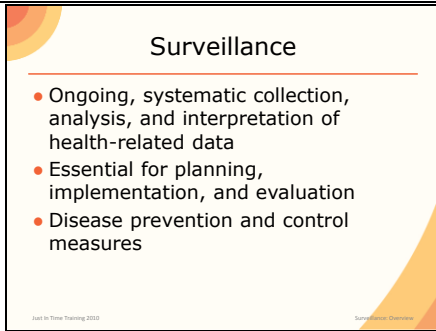 Surveillance
● Ongoing, systematic collection,
analysis, and interpretation of
health-related data
● Essential for planning,
implementation, and evaluation
● Disease prevention and control
measures
Just in Time Training 2010
Surveillance: Overview